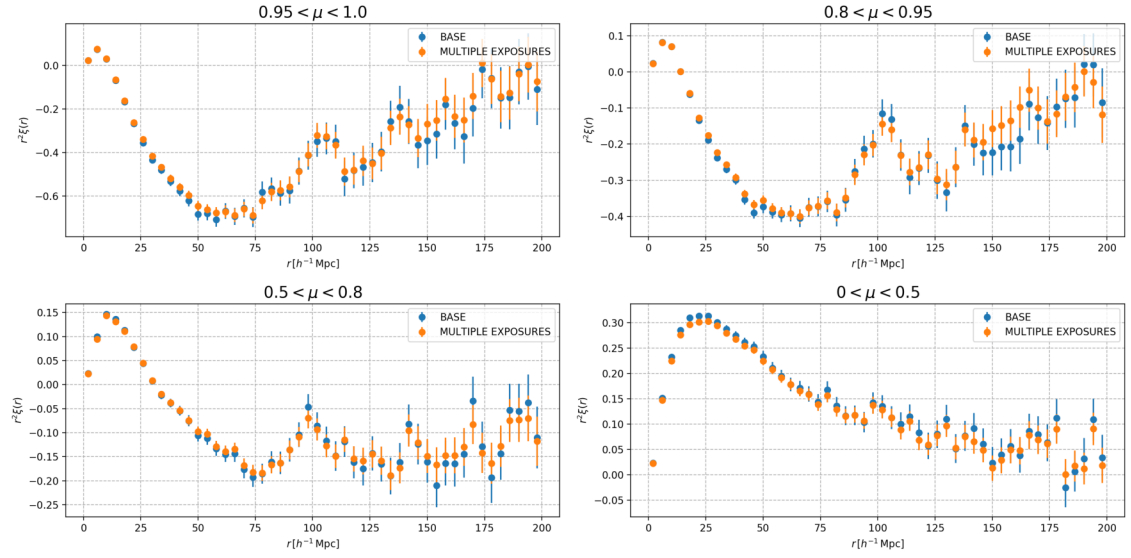 0.95 < μ < 1.0
BASE
MULTIPLE EXPOSURES
0.0
−0.2
−0.4
−0.6
r²ξ(r)
0 25 50 75 100 125 150 175 200
r [h⁻¹ Mpc]
0.8 < μ < 0.95
BASE
MULTIPLE EXPOSURES
0.1
0.0
−0.1
−0.2
−0.3
−0.4
r²ξ(r)
0 25 50 75 100 125 150 175 200
r [h⁻¹ Mpc]
0.5 < μ < 0.8
BASE
MULTIPLE EXPOSURES
0.15
0.10
0.05
0.00
−0.05
−0.10
−0.15
−0.20
−0.25
r²ξ(r)
0 25 50 75 100 125 150 175 200
r [h⁻¹ Mpc]
0 < μ < 0.5
BASE
MULTIPLE EXPOSURES
0.30
0.25
0.20
0.15
0.10
0.05
0.00
−0.05
r²ξ(r)
0 25 50 75 100 125 150 175 200
r [h⁻¹ Mpc]